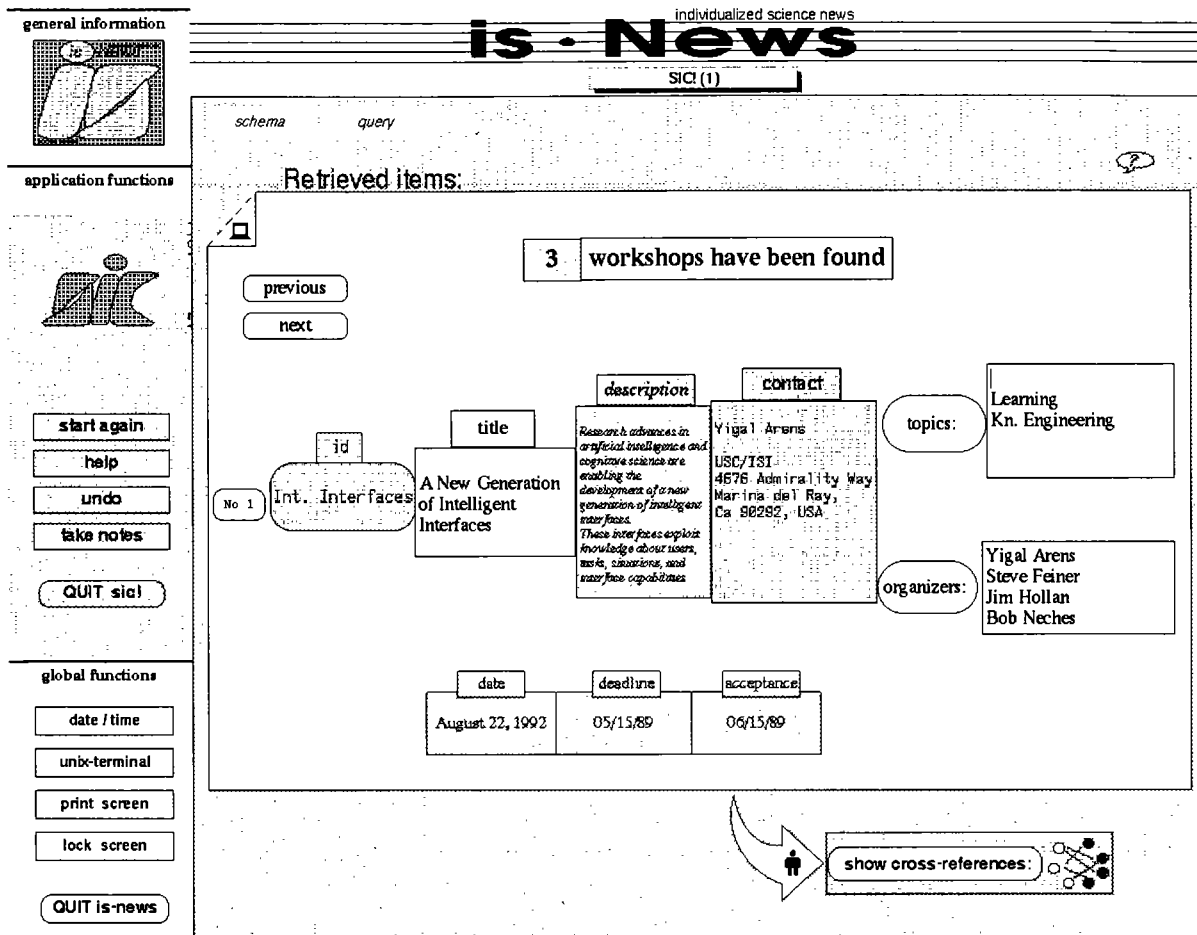 general information
individualized science news
is · News
SIC! (1)
schema query
?
application functions
Retrieved items:
3 workshops have been found
previous
next
start again
help
undo
take notes
QUIT sic!
No 1
id
Int. Interfaces
title
A New Generation
of Intelligent
Interfaces
description
Research advances in
artificial intelligence and
cognitive science are
enabling the
development of a new
generation of intelligent
interfaces.
These interfaces exploit
knowledge about users,
tasks, situations, and
interface capabilities
contact
Yigal Arens
USC/ISI
4676 Admirality Way
Marina del Ray,
Ca 90292, USA
topics:
Learning
Kn. Engineering
organizers:
Yigal Arens
Steve Feiner
Jim Hollan
Bob Neches
date deadline acceptance
August 22, 1992 05/15/89 06/15/89
global functions
date / time
unix-terminal
print screen
lock screen
QUIT is-news
show cross-references: